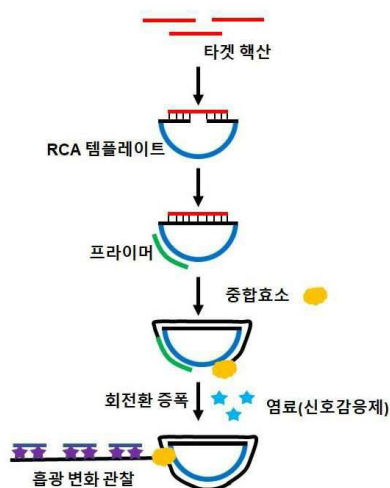 타겟 핵산
RCA 템플레이트
프라이머
중합효소
회전환 증폭
염료(신호감응제)
흡광 변화 관찰